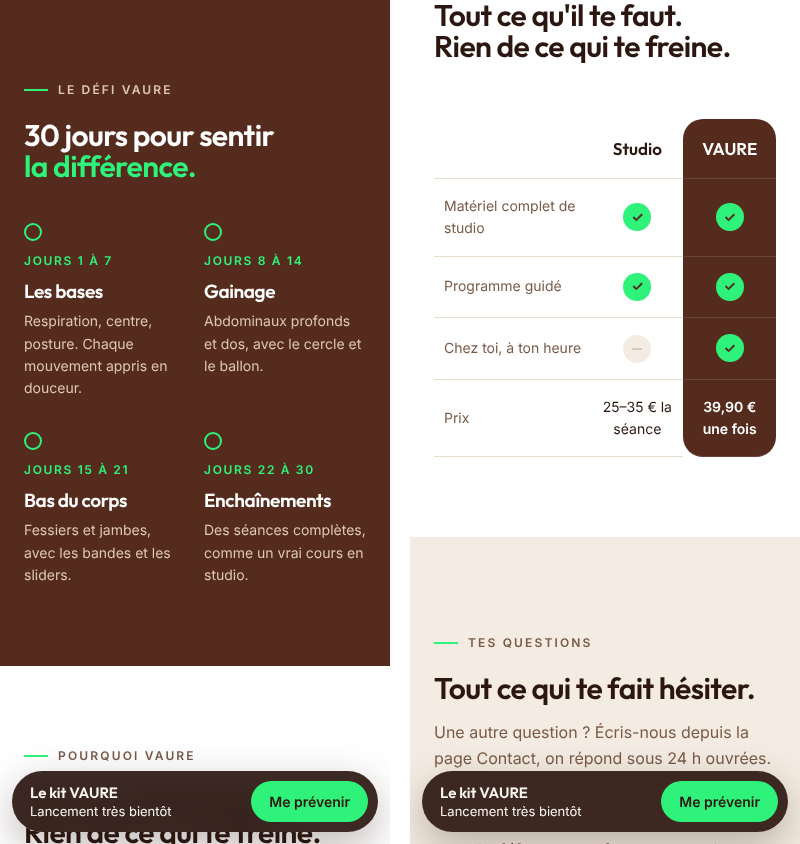 LE DÉFI VAURE
30 jours pour sentir
la différence.
JOURS 1 À 7
Les bases
Respiration, centre,
posture. Chaque
mouvement appris en
douceur.
JOURS 8 À 14
Gainage
Abdominaux profonds
et dos, avec le cercle et
le ballon.
JOURS 15 À 21
Bas du corps
Fessiers et jambes,
avec les bandes et les
sliders.
JOURS 22 À 30
Enchaînements
Des séances complètes,
comme un vrai cours en
studio.
POURQUOI VAURE
Le kit VAURE
Lancement très bientôt
Me prévenir
Rien de ce qui te freine.
Tout ce qu'il te faut.
Rien de ce qui te freine.
Studio
VAURE
Matériel complet de
studio
Programme guidé
Chez toi, à ton heure
Prix
25–35 € la
séance
39,90 €
une fois
TES QUESTIONS
Tout ce qui te fait hésiter.
Une autre question ? Écris-nous depuis la
page Contact, on répond sous 24 h ouvrées.
Le kit VAURE
Lancement très bientôt
Me prévenir